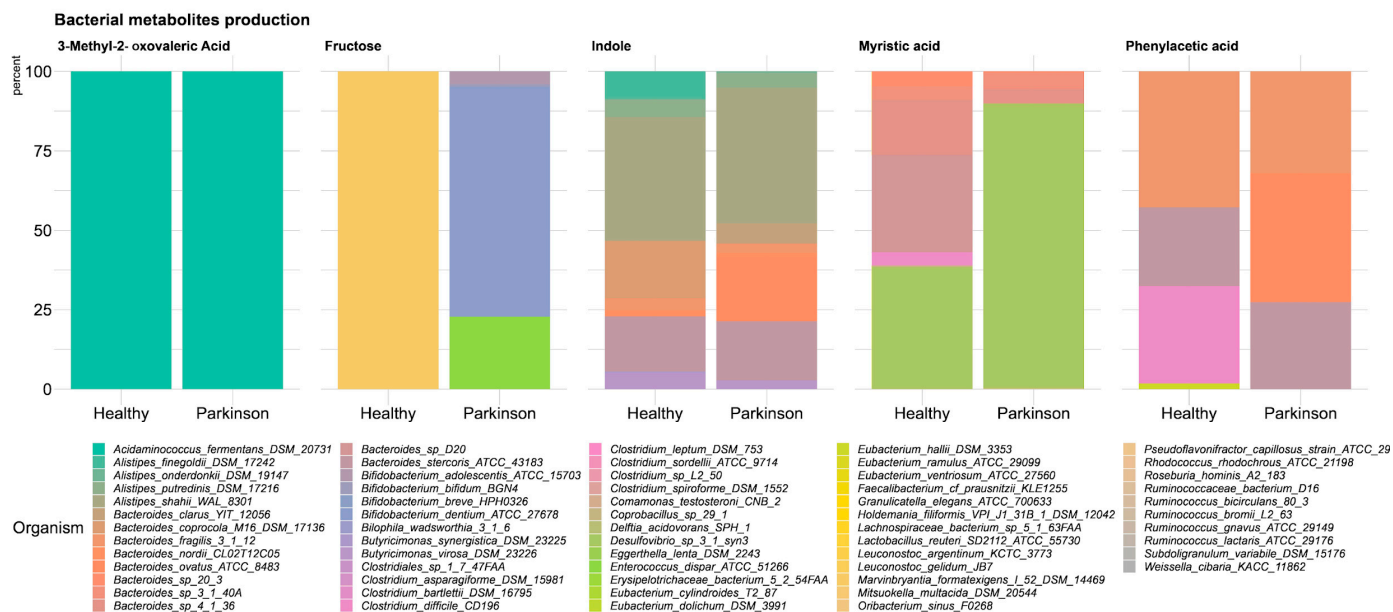 Bacterial metabolites production
3-Methyl-2- oxovaleric Acid
Fructose
Indole
Myristic acid
Phenylacetic acid
percent
100
75
50
25
0
Healthy
Parkinson
Healthy
Parkinson
Healthy
Parkinson
Healthy
Parkinson
Healthy
Parkinson
Organism
Acidaminococcus_fermentans_DSM_20731
Alistipes_finegoldii_DSM_17242
Alistipes_onderdonkii_DSM_19147
Alistipes_putredinis_DSM_17216
Alistipes_shahii_WAL_8301
Bacteroides_clarus_YIT_12056
Bacteroides_coprocola_M16_DSM_17136
Bacteroides_fragilis_3_1_12
Bacteroides_nordii_CL02T12C05
Bacteroides_ovatus_ATCC_8483
Bacteroides_sp_20_3
Bacteroides_sp_3_1_40A
Bacteroides_sp_4_1_36
Bacteroides_sp_D20
Bacteroides_stercoris_ATCC_43183
Bifidobacterium_adolescentis_ATCC_15703
Bifidobacterium_bifidum_BGN4
Bifidobacterium_breve_HPH0326
Bifidobacterium_dentium_ATCC_27678
Bilophila_wadsworthia_3_1_6
Butyricimonas_synergistica_DSM_23225
Butyricimonas_virosa_DSM_23226
Clostridiales_sp_1_7_47FAA
Clostridium_asparagiforme_DSM_15981
Clostridium_bartlettii_DSM_16795
Clostridium_difficile_CD196
Clostridium_leptum_DSM_753
Clostridium_sordellii_ATCC_9714
Clostridium_sp_L2_50
Clostridium_spiroforme_DSM_1552
Comamonas_testosteroni_CNB_2
Coprobacillus_sp_29_1
Delftia_acidovorans_SPH_1
Desulfovibrio_sp_3_1_syn3
Eggerthella_lenta_DSM_2243
Enterococcus_dispar_ATCC_51266
Erysipelotrichaceae_bacterium_5_2_54FAA
Eubacterium_cylindroides_T2_87
Eubacterium_dolichum_DSM_3991
Eubacterium_hallii_DSM_3353
Eubacterium_ramulus_ATCC_29099
Eubacterium_ventriosum_ATCC_27560
Faecalibacterium_cf_prausnitzii_KLE1255
Granulicatella_elegans_ATCC_700633
Holdemania_filiformis_VPI_J1_31B_1_DSM_12042
Lachnospiraceae_bacterium_sp_5_1_63FAA
Lactobacillus_reuteri_SD2112_ATCC_55730
Leuconostoc_argentinum_KCTC_3773
Leuconostoc_gelidum_JB7
Marvinbryantia_formatexigens_I_52_DSM_14469
Mitsuokella_multacida_DSM_20544
Oribacterium_sinus_F0268
Pseudoflavonifractor_capillosus_strain_ATCC_29
Rhodococcus_rhodochrous_ATCC_21198
Roseburia_hominis_A2_183
Ruminococcaceae_bacterium_D16
Ruminococcus_bicirculans_80_3
Ruminococcus_bromii_L2_63
Ruminococcus_gnavus_ATCC_29149
Ruminococcus_lactaris_ATCC_29176
Subdoligranulum_variabile_DSM_15176
Weissella_cibaria_KACC_11862